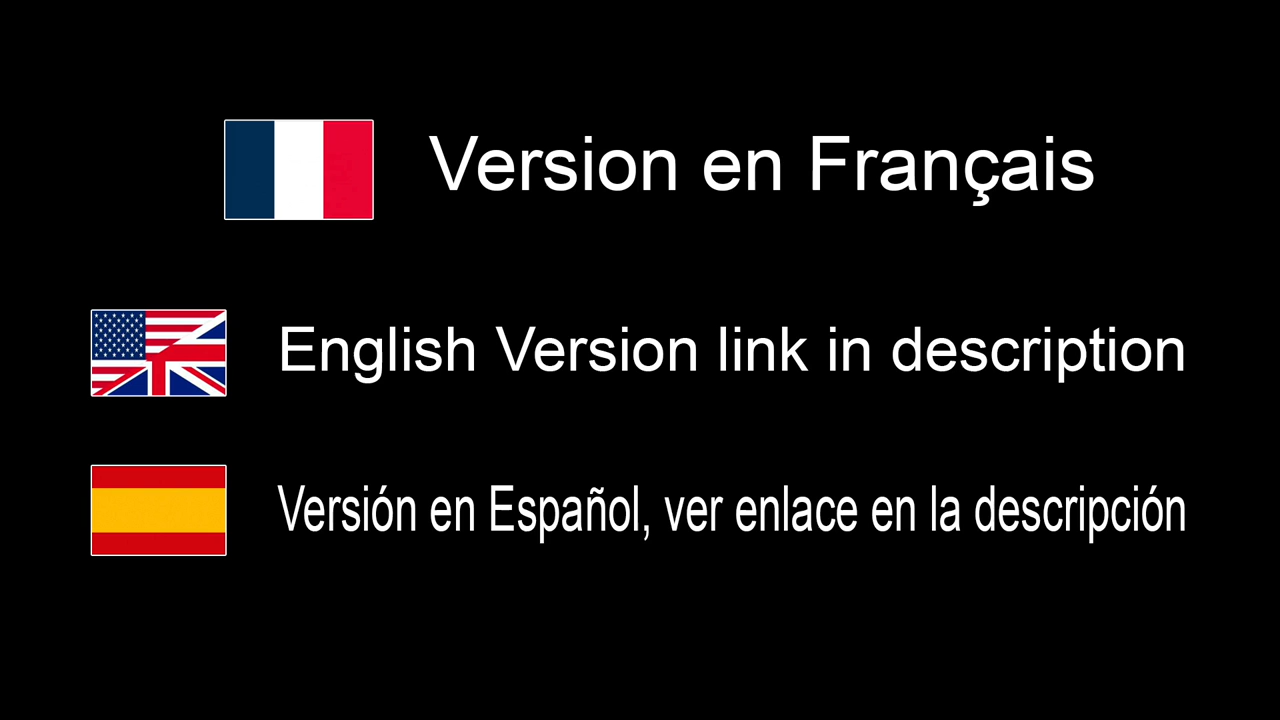 Version en Français
English Version link in description
Versión en Español, ver enlace en la descripción